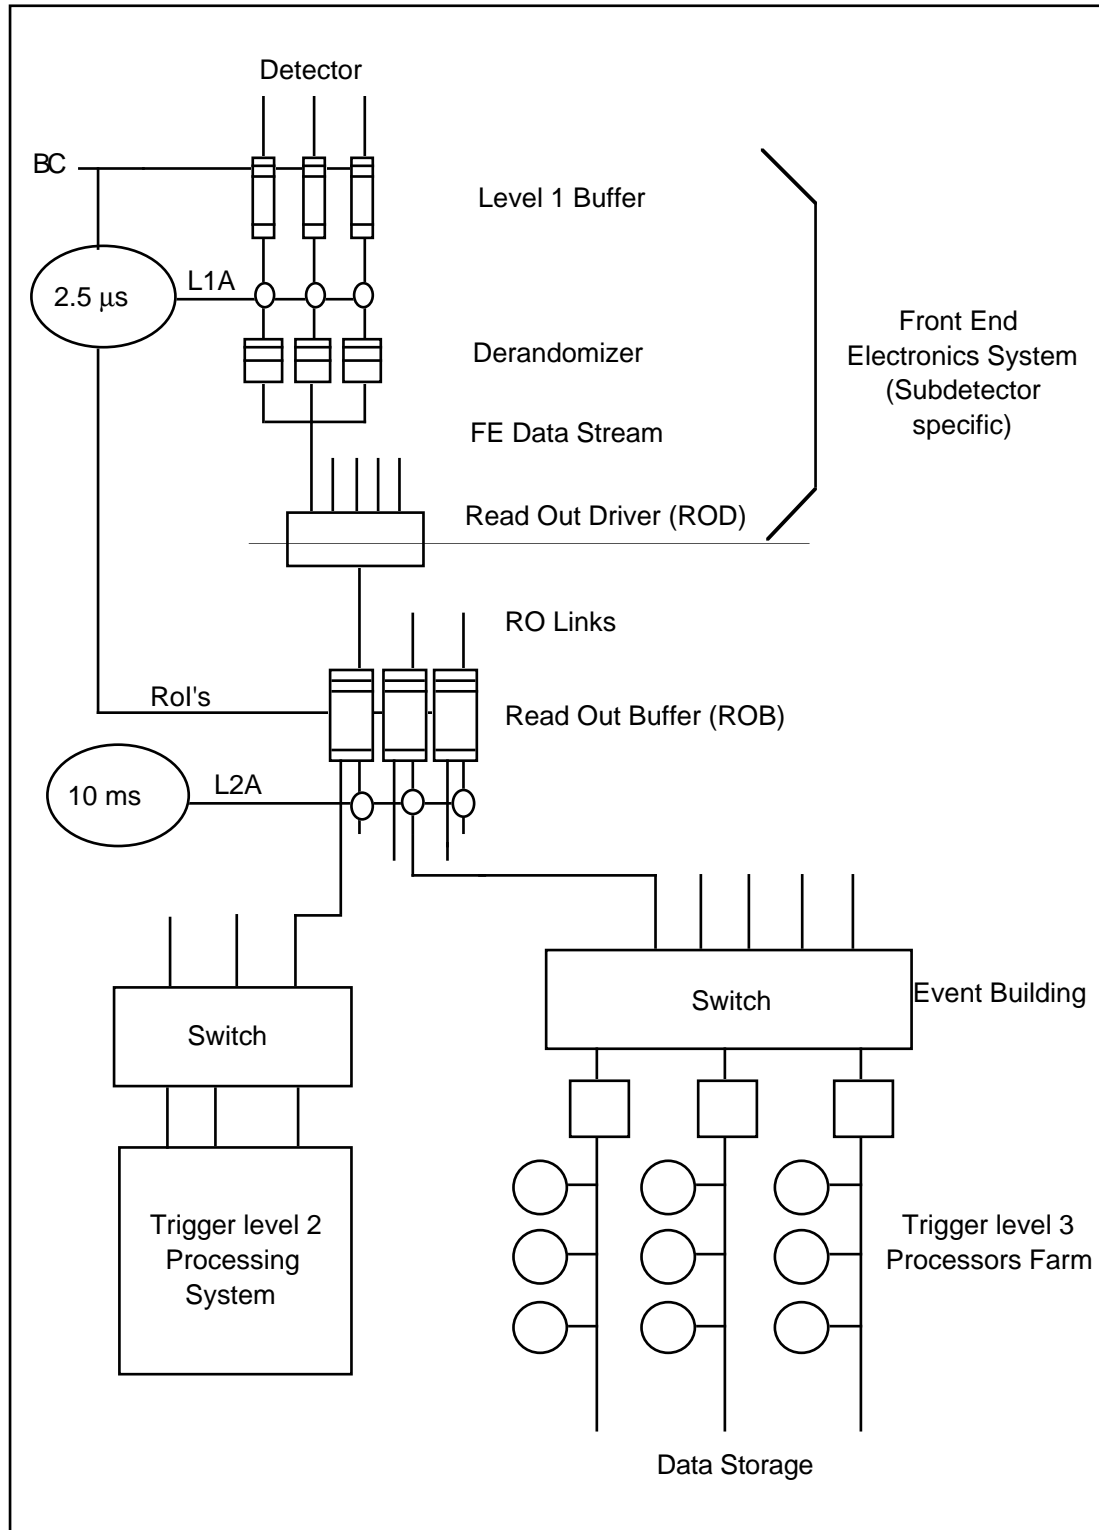 Detector
BC
Level 1 Buffer
L1A
2.5 μs
Front End
Electronics System
(Subdetector
specific)
Derandomizer
FE Data Stream
Read Out Driver (ROD)
RO Links
RoI's
Read Out Buffer (ROB)
L2A
10 ms
Switch
Event Building
Switch
Trigger level 2
Processing
System
Trigger level 3
Processors Farm
Data Storage